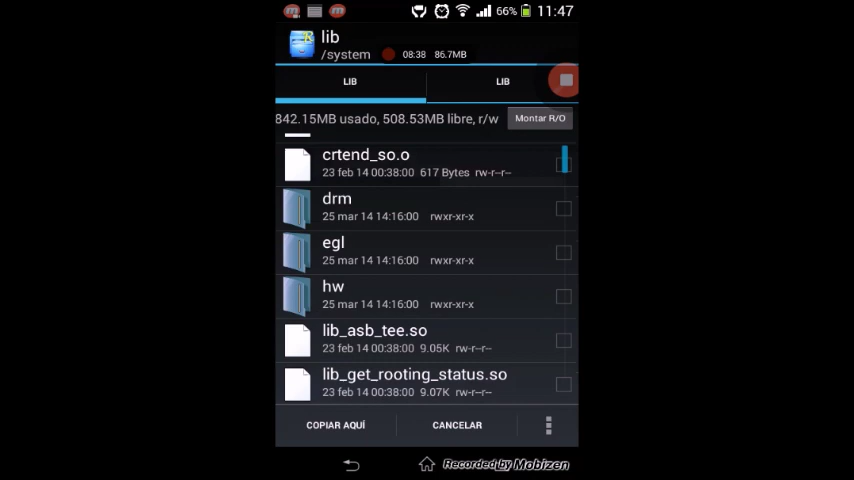 66% 11:47
lib
/system 08:38 86.7MB
LIB LIB
842.15MB usado, 508.53MB libre, r/w Montar R/O
crtend_so.o
23 feb 14 00:38:00 617 Bytes rw-r--r--
drm
25 mar 14 14:16:00 rwxr-xr-x
egl
25 mar 14 14:16:00 rwxr-xr-x
hw
25 mar 14 14:16:00 rwxr-xr-x
lib_asb_tee.so
23 feb 14 00:38:00 9.05K rw-r--r--
lib_get_rooting_status.so
23 feb 14 00:38:00 9.07K rw-r--r--
COPIAR AQUÍ CANCELAR
Recorded by Mobizen